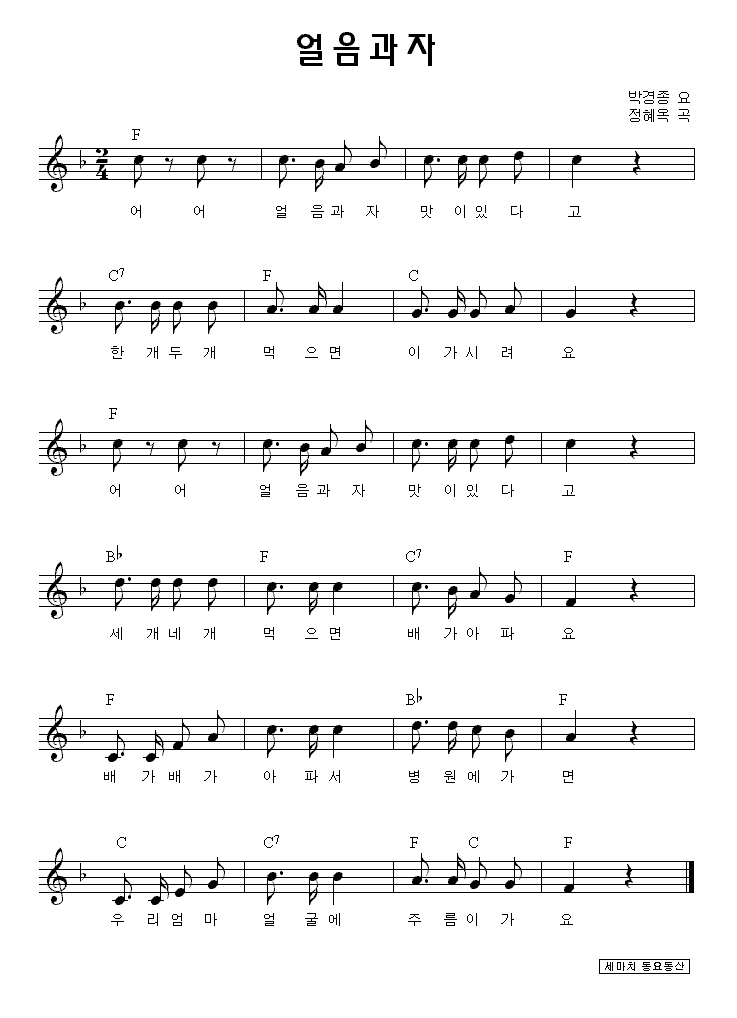 얼음과자
박경종 요
정혜옥 곡
F
2/4
어 어 얼 음 과 자 맛 이 있 다 고
C7 F C
한 개 두 개 먹 으 면 이 가 시 려 요
F
어 어 얼 음 과 자 맛 이 있 다 고
B♭ F C7 F
세 개 네 개 먹 으 면 배 가 아 파 요
F B♭ F
배 가 배 가 아 파 서 병 원 에 가 면
C C7 F C F
우 리 엄 마 얼 굴 에 주 름 이 가 요
세마치 동요동산